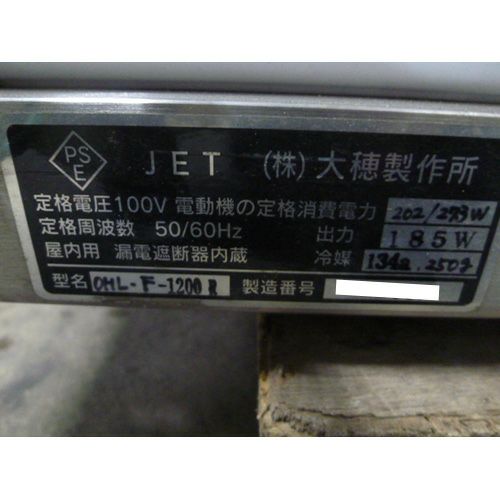 PS
E
JET (株) 大穂製作所
定格電圧100V 電動機の定格消費電力 202/273W
定格周波数 50/60Hz 出力 185W
屋内用 漏電遮断器内蔵 冷媒 134a. 250g
型名 OHL-F-1200R 製造番号